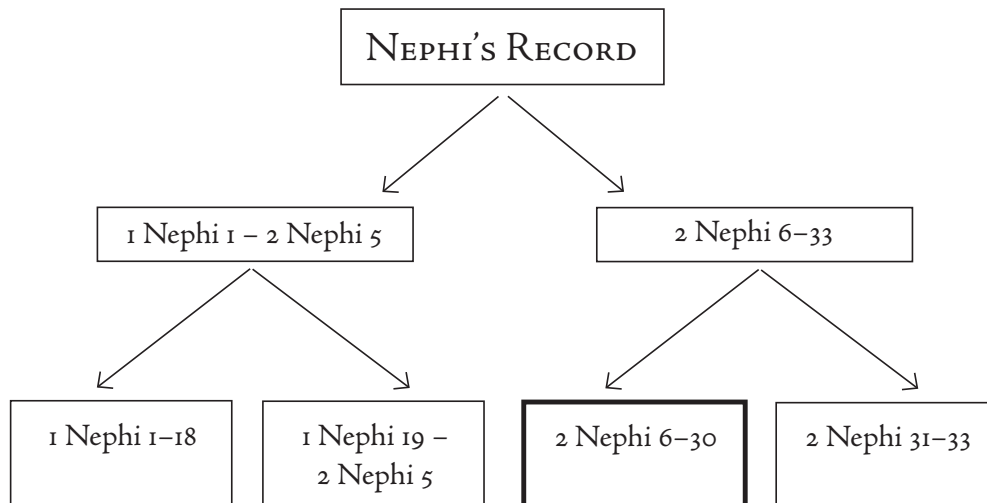 Nephi's Record
1 Nephi 1 – 2 Nephi 5
2 Nephi 6–33
1 Nephi 1–18
1 Nephi 19 –
2 Nephi 5
2 Nephi 6–30
2 Nephi 31–33